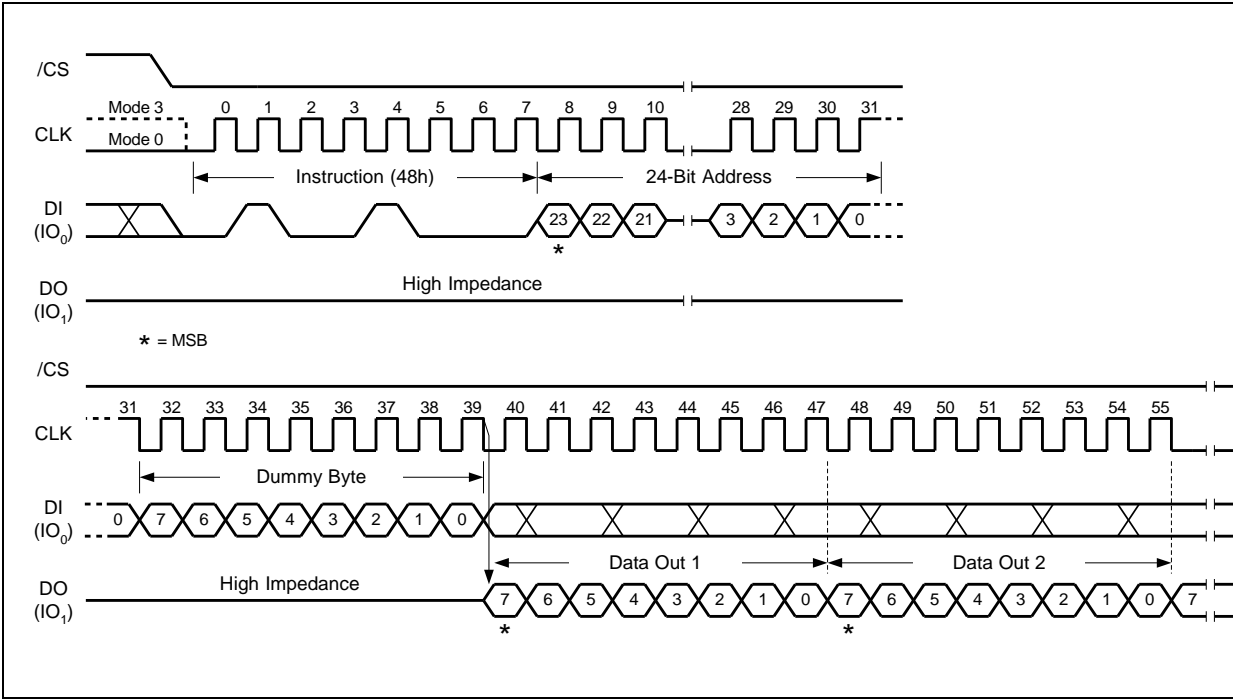 /CS
Mode 3 0 1 2 3 4 5 6 7 8 9 10 28 29 30 31
CLK
Mode 0
Instruction (48h) 24-Bit Address
DI
(IO0) 23 22 21 3 2 1 0
*
DO
(IO1) High Impedance
* = MSB
/CS
31 32 33 34 35 36 37 38 39 40 41 42 43 44 45 46 47 48 49 50 51 52 53 54 55
CLK
Dummy Byte
DI
(IO0) 0 7 6 5 4 3 2 1 0
Data Out 1 Data Out 2
DO
(IO1) High Impedance 7 6 5 4 3 2 1 0 7 6 5 4 3 2 1 0 7
* *